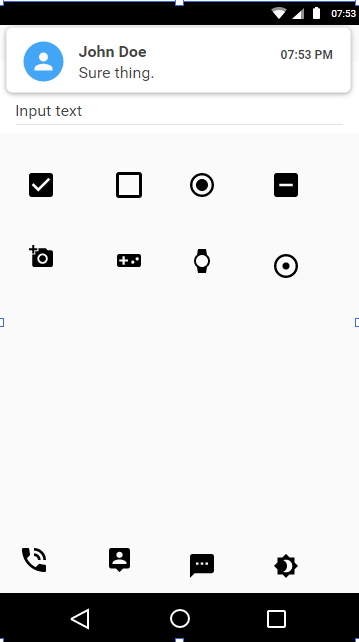 07:53
John Doe
07:53 PM
Sure thing.
Input text